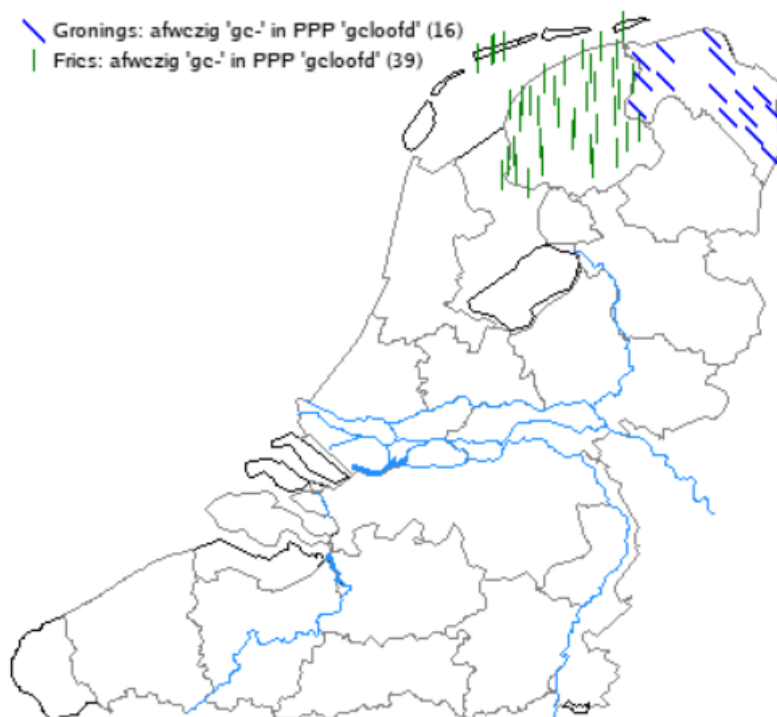 Gronings: afwezig 'ge-' in PPP 'geloofd' (16)
Fries: afwezig 'ge-' in PPP 'geloofd' (39)